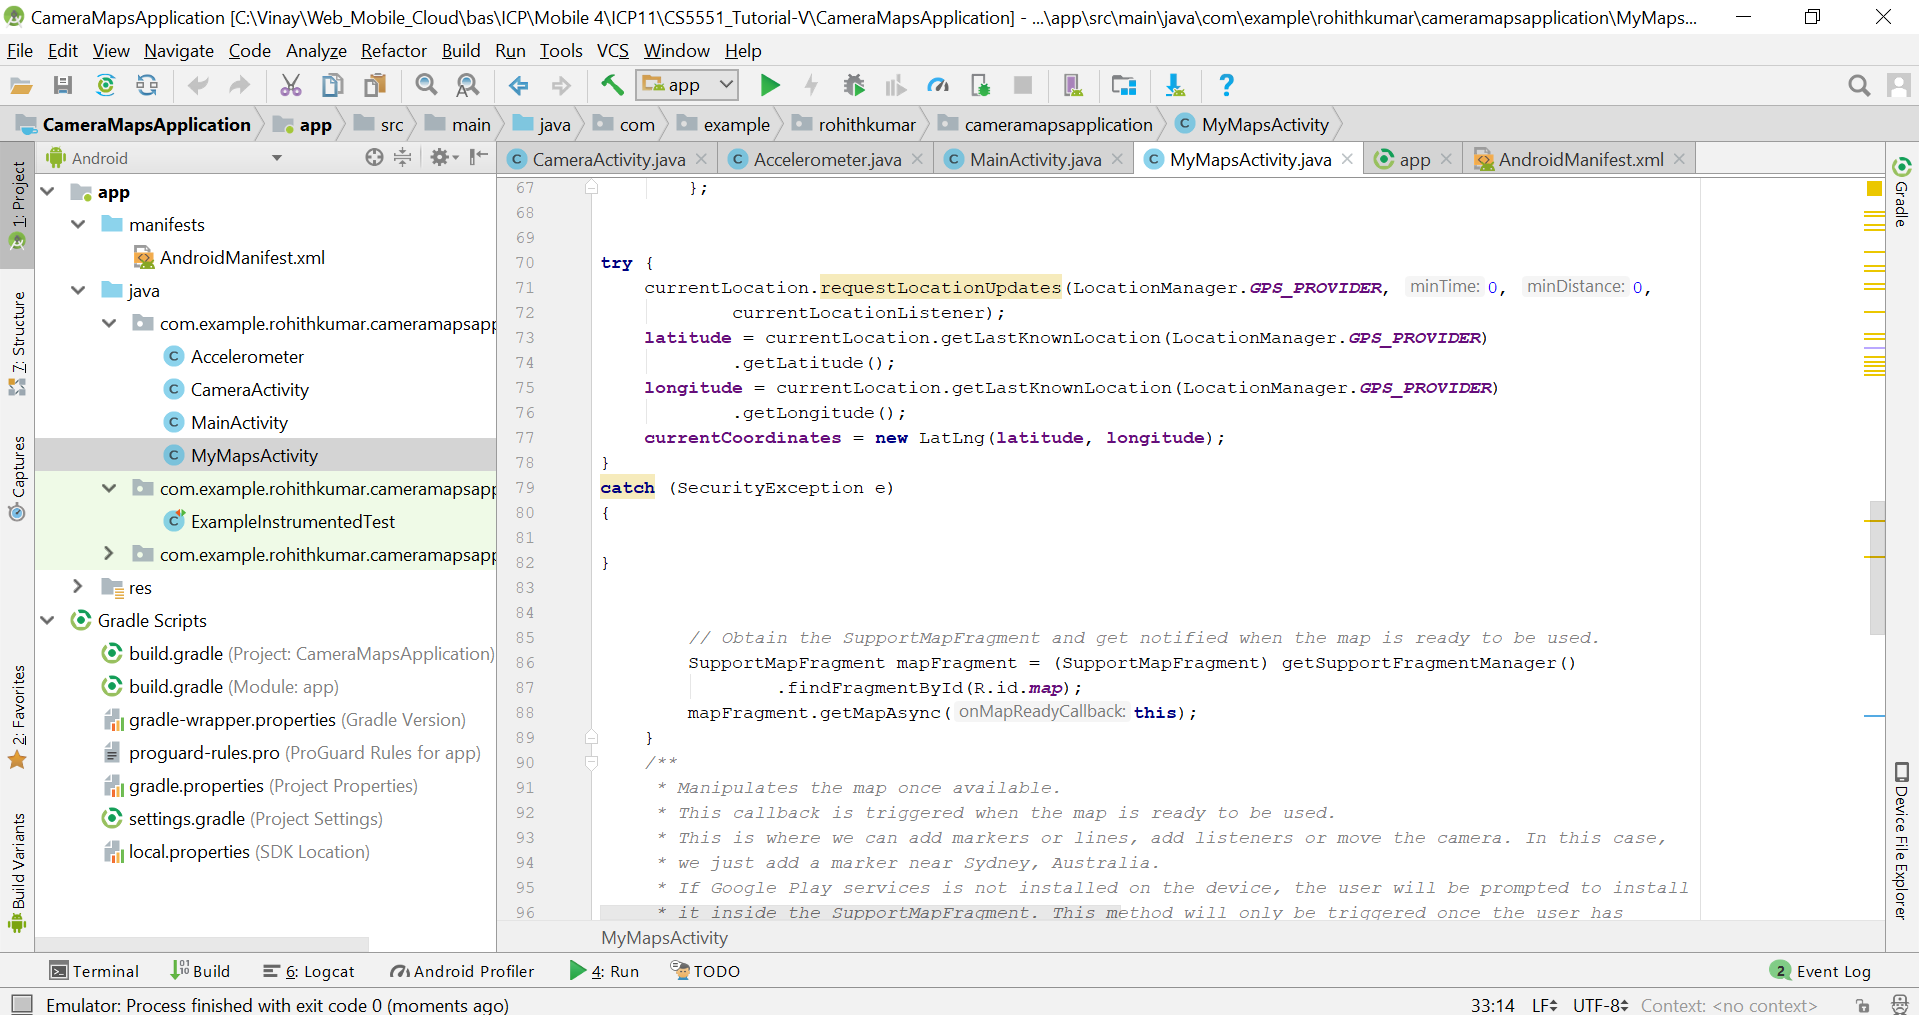 CameraMapsApplication [C:\Vinay\Web_Mobile_Cloud\bas\ICP\Mobile 4\ICP11\CS5551_Tutorial-V\CameraMapsApplication] - ...\app\src\main\java\com\example\rohithkumar\cameramapsapplication\MyMaps...
File Edit View Navigate Code Analyze Refactor Build Run Tools VCS Window Help
app
CameraMapsApplication app src main java com example rohithkumar cameramapsapplication MyMapsActivity
Android
CameraActivity.java Accelerometer.java MainActivity.java MyMapsActivity.java app AndroidManifest.xml
1: Project
7: Structure
Captures
2: Favorites
Build Variants
app
manifests
AndroidManifest.xml
java
com.example.rohithkumar.cameramapsapp
Accelerometer
CameraActivity
MainActivity
MyMapsActivity
com.example.rohithkumar.cameramapsapp
ExampleInstrumentedTest
com.example.rohithkumar.cameramapsapp
res
Gradle Scripts
build.gradle (Project: CameraMapsApplication)
build.gradle (Module: app)
gradle-wrapper.properties (Gradle Version)
proguard-rules.pro (ProGuard Rules for app)
gradle.properties (Project Properties)
settings.gradle (Project Settings)
local.properties (SDK Location)
67 };
68
69
70 try {
71 currentLocation.requestLocationUpdates(LocationManager.GPS_PROVIDER, minTime: 0, minDistance: 0,
72 currentLocationListener);
73 latitude = currentLocation.getLastKnownLocation(LocationManager.GPS_PROVIDER)
74 .getLatitude();
75 longitude = currentLocation.getLastKnownLocation(LocationManager.GPS_PROVIDER)
76 .getLongitude();
77 currentCoordinates = new LatLng(latitude, longitude);
78 }
79 catch (SecurityException e)
80 {
81
82 }
83
84
85 // Obtain the SupportMapFragment and get notified when the map is ready to be used.
86 SupportMapFragment mapFragment = (SupportMapFragment) getSupportFragmentManager()
87 .findFragmentById(R.id.map);
88 mapFragment.getMapAsync( onMapReadyCallback: this);
89 }
90 /**
91 * Manipulates the map once available.
92 * This callback is triggered when the map is ready to be used.
93 * This is where we can add markers or lines, add listeners or move the camera. In this case,
94 * we just add a marker near Sydney, Australia.
95 * If Google Play services is not installed on the device, the user will be prompted to install
96 * it inside the SupportMapFragment. This method will only be triggered once the user has
MyMapsActivity
Gradle
Device File Explorer
Terminal Build 6: Logcat Android Profiler 4: Run TODO 2 Event Log
Emulator: Process finished with exit code 0 (moments ago) 33:14 LF UTF-8 Context: <no context>